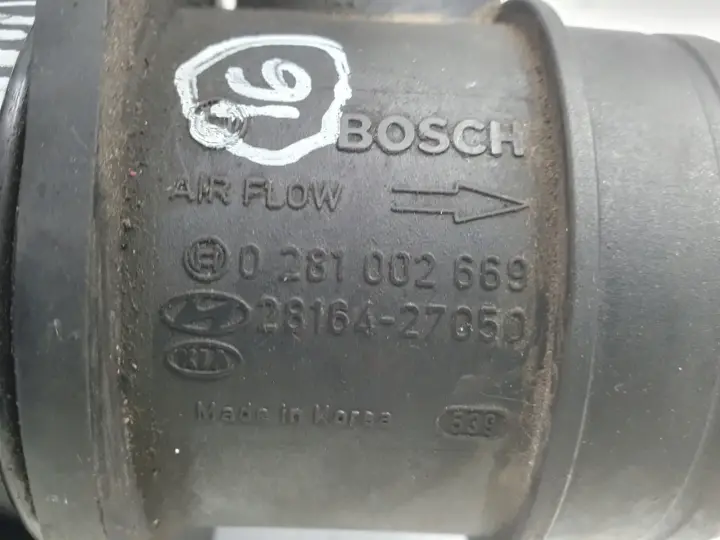 16
BOSCH
AIR FLOW
0 281 002 669
28164-27050
KIA
Made in Korea 639